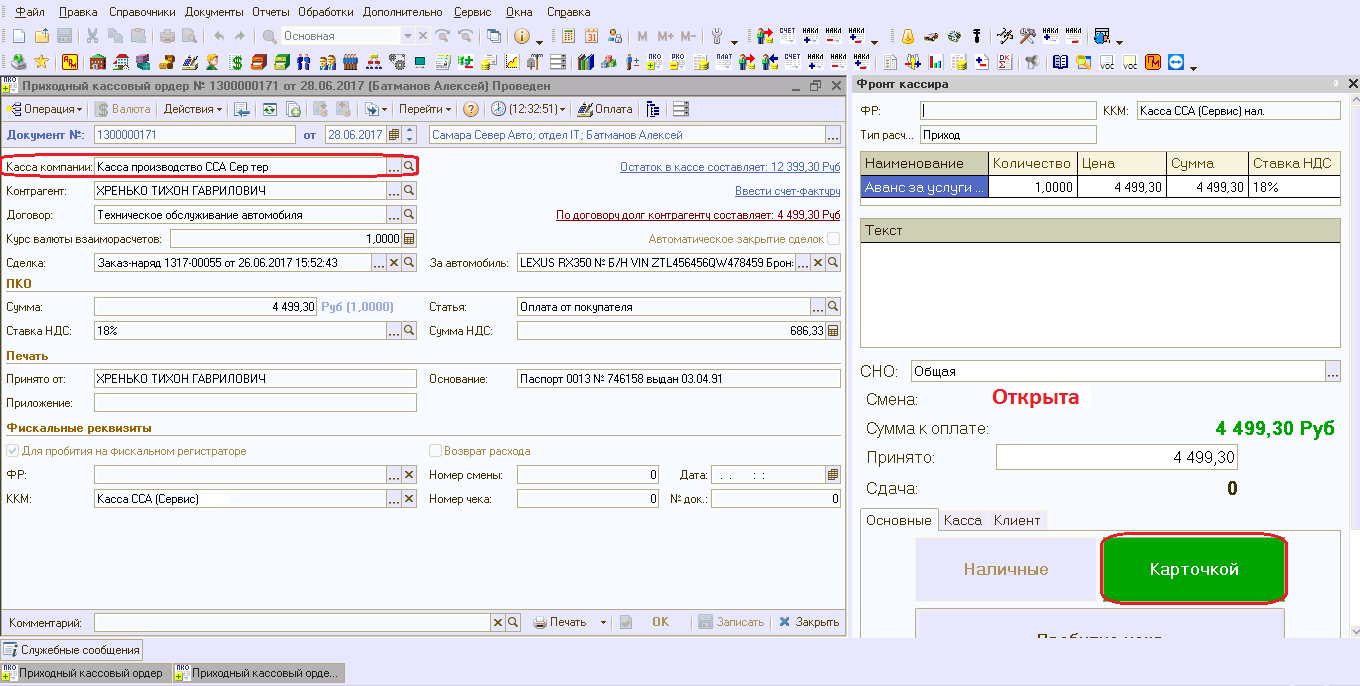 Файл Правка Справочники Документы Отчеты Обработки Дополнительно Сервис Окна Справка
Основная
M M+ M-
Приходный кассовый ордер № 1300000171 от 28.06.2017 (Батманов Алексей) Проведен
Операция Валюта Действия Перейти (12:32:51) Оплата
Документ №: 1300000171 от 28.06.2017 Самара Север Авто; отдел IT; Батманов Алексей ...
Касса компании: Касса производство ССА Сер тер ...
Остаток в кассе составляет: 12 399,30 Руб
Контрагент: ХРЕНЬКО ТИХОН ГАВРИЛОВИЧ ...
Ввести счет-фактуру
Договор: Техническое обслуживание автомобиля ...
По договору долг контрагенту составляет: 4 499,30 Руб
Курс валюты взаиморасчетов: 1,0000
Автоматическое закрытие сделок
Сделка: Заказ-наряд 1317-00055 от 26.06.2017 15:52:43 ...
За автомобиль: LEXUS RX350 № Б/Н VIN ZTL456456QW478459 Брон ...
ПКО
Сумма: 4 499,30 Руб (1,0000)
Статья: Оплата от покупателя ...
Ставка НДС: 18% ...
Сумма НДС: 686,33
Печать
Принято от: ХРЕНЬКО ТИХОН ГАВРИЛОВИЧ
Основание: Паспорт 0013 № 746158 выдан 03.04.91
Приложение:
Фискальные реквизиты
Для пробития на фискальном регистраторе
Возврат расхода
ФР: ...
Номер смены: 0
Дата: . . : :
ККМ: Касса ССА (Сервис) ...
Номер чека: 0
№ док.: 0
Комментарий:
Печать OK Записать Закрыть
Фронт кассира
ФР:
ККМ: Касса ССА (Сервис) нал.
Тип расч... Приход
Наименование Количество Цена Сумма Ставка НДС
Аванс за услуги ... 1,0000 4 499,30 4 499,30 18%
Текст
СНО: Общая ...
Смена: Открыта
Сумма к оплате: 4 499,30 Руб
Принято: 4 499,30
Сдача: 0
Основные Касса Клиент
Наличные Карточкой
Служебные сообщения
Приходный кассовый ордер
Приходный кассовый орде...